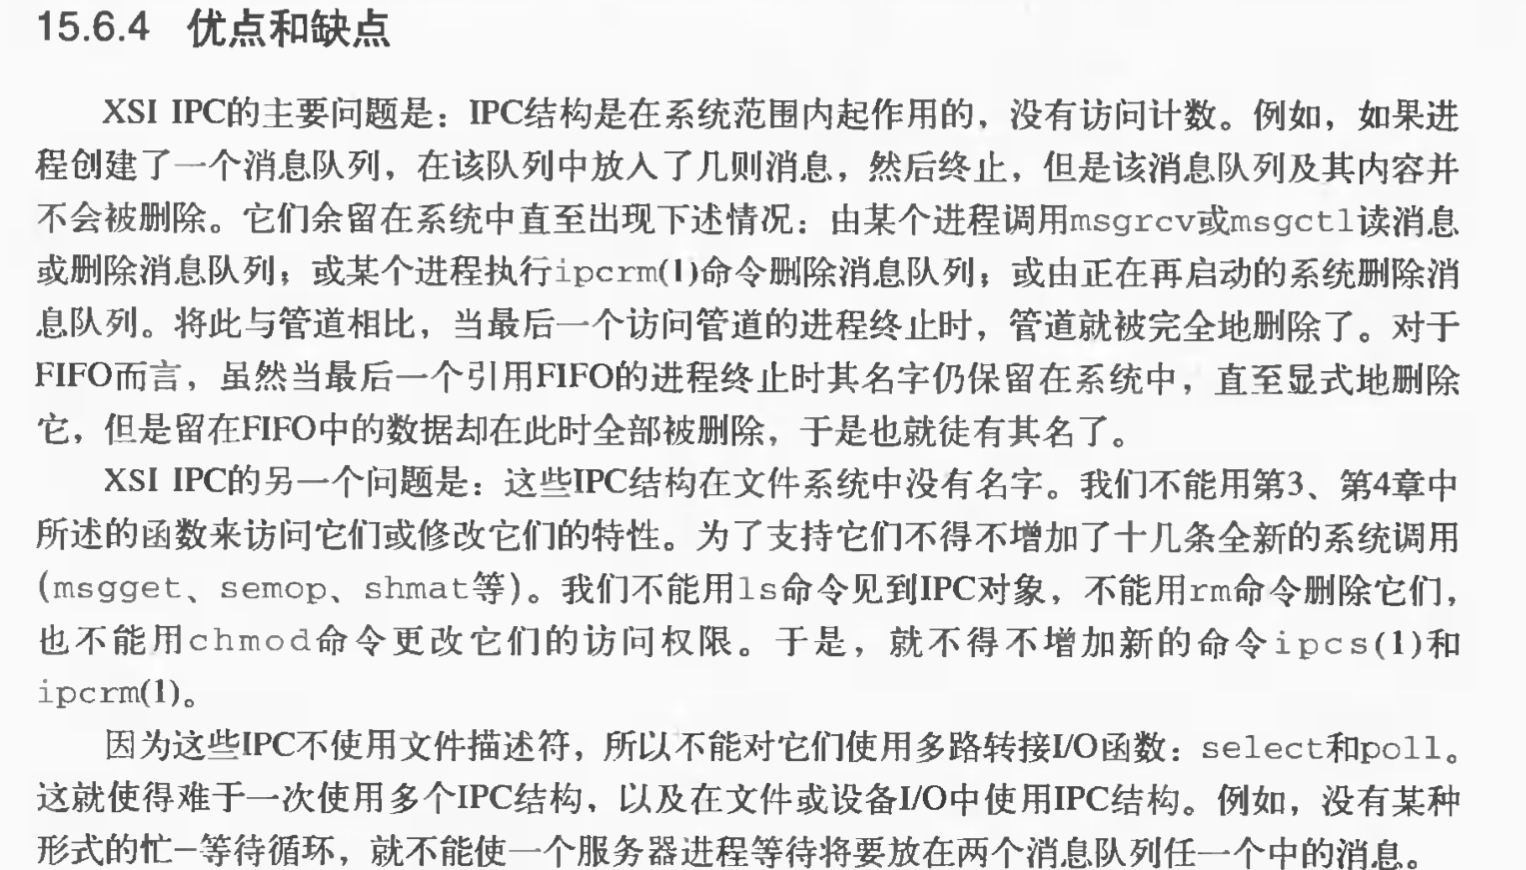 15.6.4 优点和缺点
XSI IPC的主要问题是：IPC结构是在系统范围内起作用的，没有访问计数。例如，如果进
程创建了一个消息队列，在该队列中放入了几则消息，然后终止，但是该消息队列及其内容并
不会被删除。它们余留在系统中直至出现下述情况：由某个进程调用msgrcv或msgctl读消息
或删除消息队列；或某个进程执行ipcrm(1)命令删除消息队列；或由正在再启动的系统删除消
息队列。将此与管道相比，当最后一个访问管道的进程终止时，管道就被完全地删除了。对于
FIFO而言，虽然当最后一个引用FIFO的进程终止时其名字仍保留在系统中，直至显式地删除
它，但是留在FIFO中的数据却在此时全部被删除，于是也就徒有其名了。
XSI IPC的另一个问题是：这些IPC结构在文件系统中没有名字。我们不能用第3、第4章中
所述的函数来访问它们或修改它们的特性。为了支持它们不得不增加了十几条全新的系统调用
(msgget、semop、shmat等)。我们不能用ls命令见到IPC对象，不能用rm命令删除它们，
也不能用chmod命令更改它们的访问权限。于是，就不得不增加新的命令ipcs(1)和
ipcrm(1)。
因为这些IPC不使用文件描述符，所以不能对它们使用多路转接I/O函数：select和poll。
这就使得难于一次使用多个IPC结构，以及在文件或设备I/O中使用IPC结构。例如，没有某种
形式的忙-等待循环，就不能使一个服务器进程等待将要放在两个消息队列任一个中的消息。